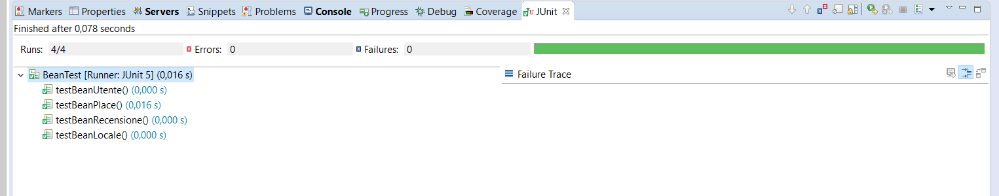 Markers Properties Servers Snippets Problems Console Progress Debug Coverage JUnit
Finished after 0,078 seconds
Runs: 4/4 Errors: 0 Failures: 0
BeanTest [Runner: JUnit 5] (0,016 s)
Failure Trace
testBeanUtente() (0,000 s)
testBeanPlace() (0,016 s)
testBeanRecensione() (0,000 s)
testBeanLocale() (0,000 s)